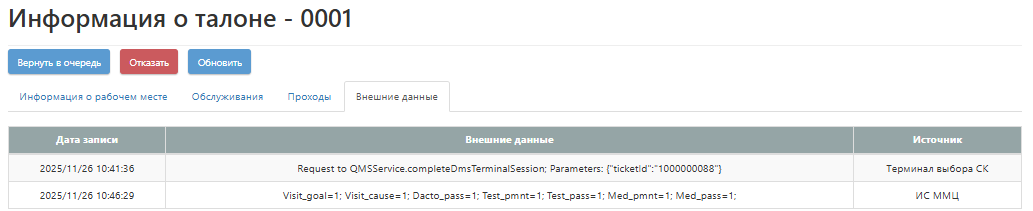 Информация о талоне - 0001
Вернуть в очередь Отказать Обновить
Информация о рабочем месте Обслуживания Проходы Внешние данные
Дата записи Внешние данные Источник
2025/11/26 10:41:36 Request to QMSService.completeDmsTerminalSession; Parameters: {"ticketId":"1000000088"} Терминал выбора СК
2025/11/26 10:46:29 Visit_goal=1; Visit_cause=1; Dacto_pass=1; Test_pmnt=1; Test_pass=1; Med_pmnt=1; Med_pass=1; ИС ММЦ